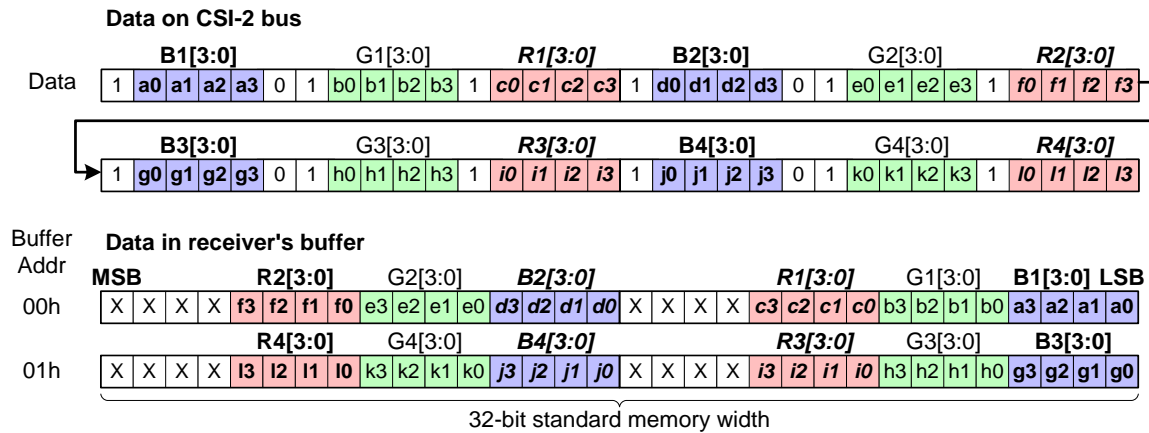 Data on CSI-2 bus
B1[3:0] G1[3:0] R1[3:0] B2[3:0] G2[3:0] R2[3:0]
Data 1 a0 a1 a2 a3 0 1 b0 b1 b2 b3 1 c0 c1 c2 c3 1 d0 d1 d2 d3 0 1 e0 e1 e2 e3 1 f0 f1 f2 f3
B3[3:0] G3[3:0] R3[3:0] B4[3:0] G4[3:0] R4[3:0]
1 g0 g1 g2 g3 0 1 h0 h1 h2 h3 1 i0 i1 i2 i3 1 j0 j1 j2 j3 0 1 k0 k1 k2 k3 1 l0 l1 l2 l3
Buffer Addr
Data in receiver's buffer
MSB R2[3:0] G2[3:0] B2[3:0] R1[3:0] G1[3:0] B1[3:0] LSB
00h X X X X f3 f2 f1 f0 e3 e2 e1 e0 d3 d2 d1 d0 X X X X c3 c2 c1 c0 b3 b2 b1 b0 a3 a2 a1 a0
R4[3:0] G4[3:0] B4[3:0] R3[3:0] G3[3:0] B3[3:0]
01h X X X X l3 l2 l1 l0 k3 k2 k1 k0 j3 j2 j1 j0 X X X X i3 i2 i1 i0 h3 h2 h1 h0 g3 g2 g1 g0
32-bit standard memory width